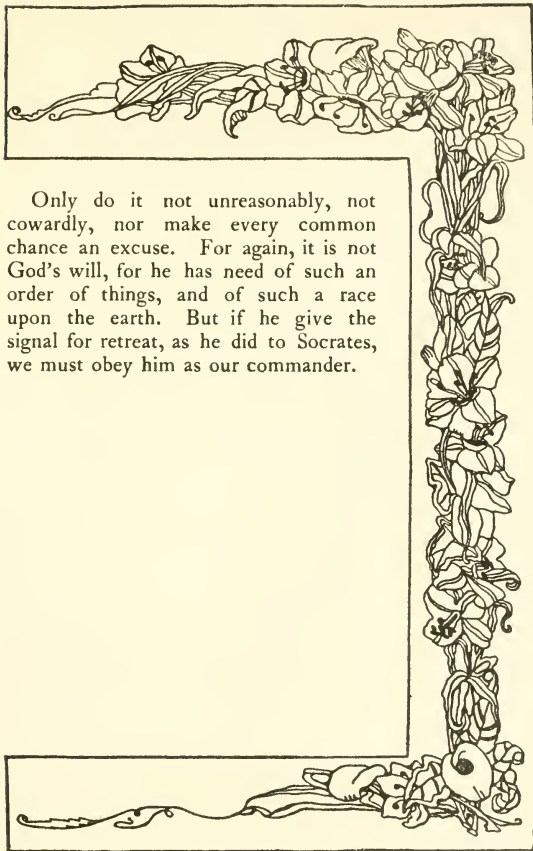 Only do it not unreasonably, not
cowardly, nor make every common
chance an excuse. For again, it is not
God's will, for he has need of such an
order of things, and of such a race
upon the earth. But if he give the
signal for retreat, as he did to Socrates,
we must obey him as our commander.